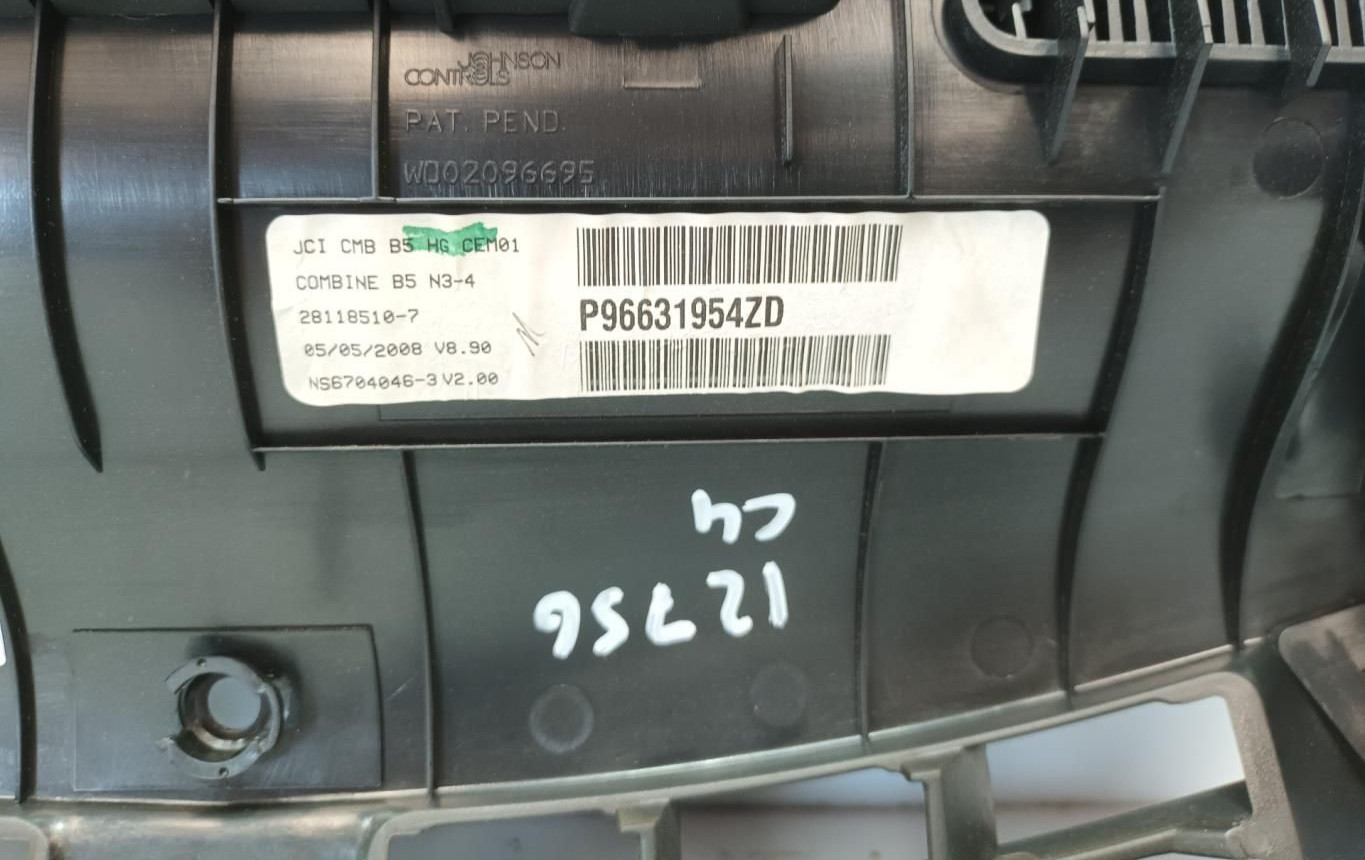 JOHNSON
CONTROLS
PAT. PEND.
W002096695
JCI CMB B5 HG CEM01
COMBINE B5 N3-4
28118510-7
05/05/2008 V8.90
NS6704046-3 V2.00
P96631954ZD
12756
C4